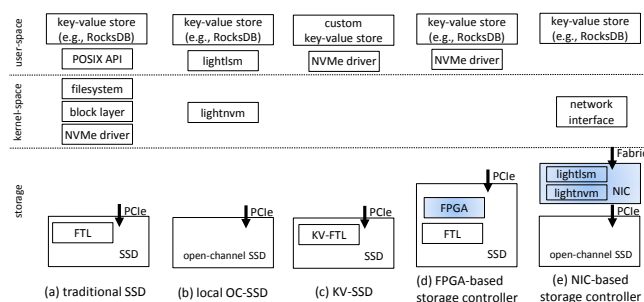 user-space
key-value store
(e.g., RocksDB)
POSIX API
key-value store
(e.g., RocksDB)
lightlsm
custom
key-value store
NVMe driver
key-value store
(e.g., RocksDB)
NVMe driver
key-value store
(e.g., RocksDB)
kernel-space
filesystem
block layer
NVMe driver
lightnvm
network
interface
storage
PCIe
FTL
SSD
PCIe
open-channel SSD
PCIe
KV-FTL
SSD
PCIe
FPGA
FTL
SSD
Fabric
lightlsm
lightnvm
NIC
PCIe
open-channel SSD
(a) traditional SSD
(b) local OC-SSD
(c) KV-SSD
(d) FPGA-based
storage controller
(e) NIC-based
storage controller